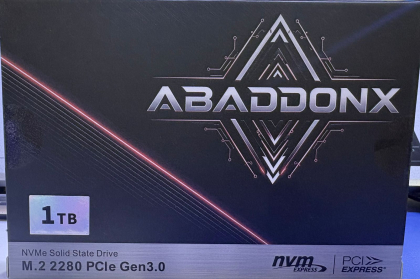 ABADDONX
1TB
NVMe Solid State Drive
M.2 2280 PCIe Gen3.0
nvm EXPRESS
PCI EXPRESS®